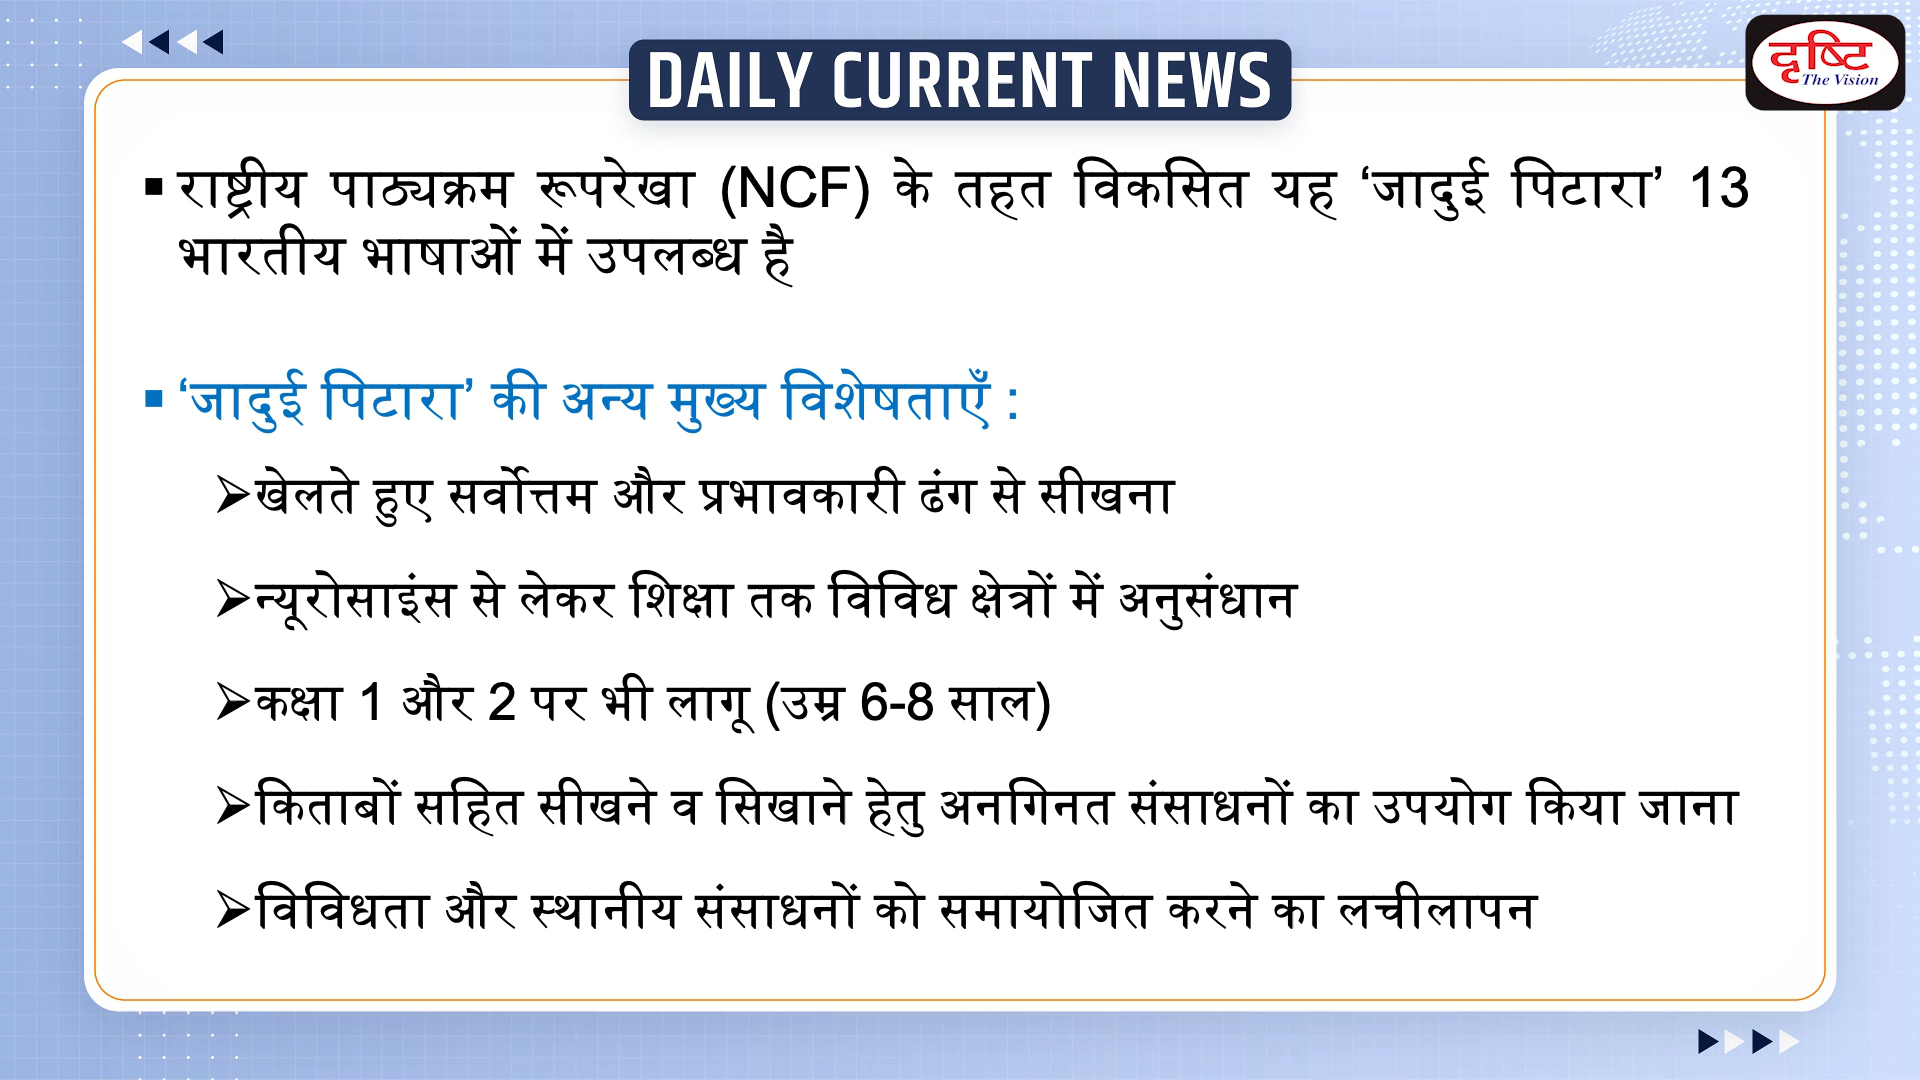 DAILY CURRENT NEWS
दृष्टि
The Vision
▪ राष्ट्रीय पाठ्यक्रम रूपरेखा (NCF) के तहत विकसित यह ‘जादुई पिटारा’ 13
भारतीय भाषाओं में उपलब्ध है
▪ ‘जादुई पिटारा’ की अन्य मुख्य विशेषताएँ :
➢खेलते हुए सर्वोत्तम और प्रभावकारी ढंग से सीखना
➢न्यूरोसाइंस से लेकर शिक्षा तक विविध क्षेत्रों में अनुसंधान
➢कक्षा 1 और 2 पर भी लागू (उम्र 6-8 साल)
➢किताबों सहित सीखने व सिखाने हेतु अनगिनत संसाधनों का उपयोग किया जाना
➢विविधता और स्थानीय संसाधनों को समायोजित करने का लचीलापन